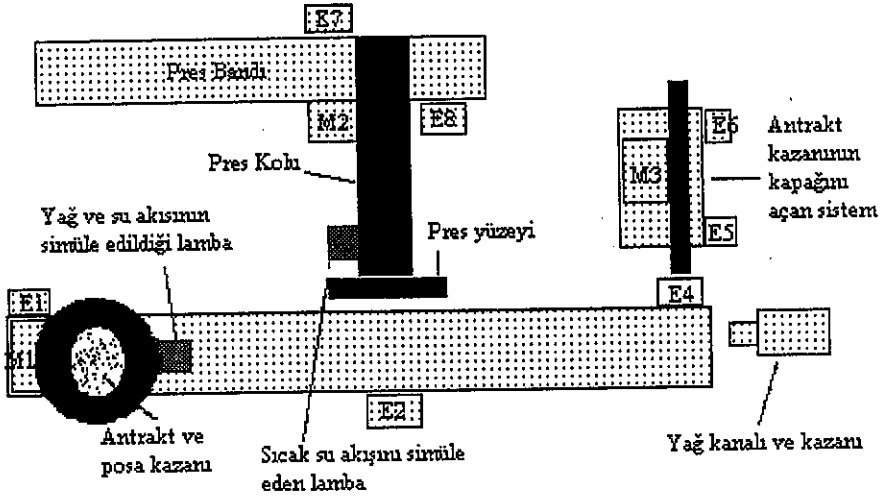 E7
Pres Bandı
M2
E8
Pres Kolu
E6
M3
E5
Antrakt
kazanının
kapağını
açan sistem
Yağ ve su akısının
simüle edildiği lamba
Pres yüzeyi
E1
M1
E4
E2
Antrakt ve
posa kazanı
Sıcak su akışını simüle
eden lamba
Yağ kanalı ve kazanı